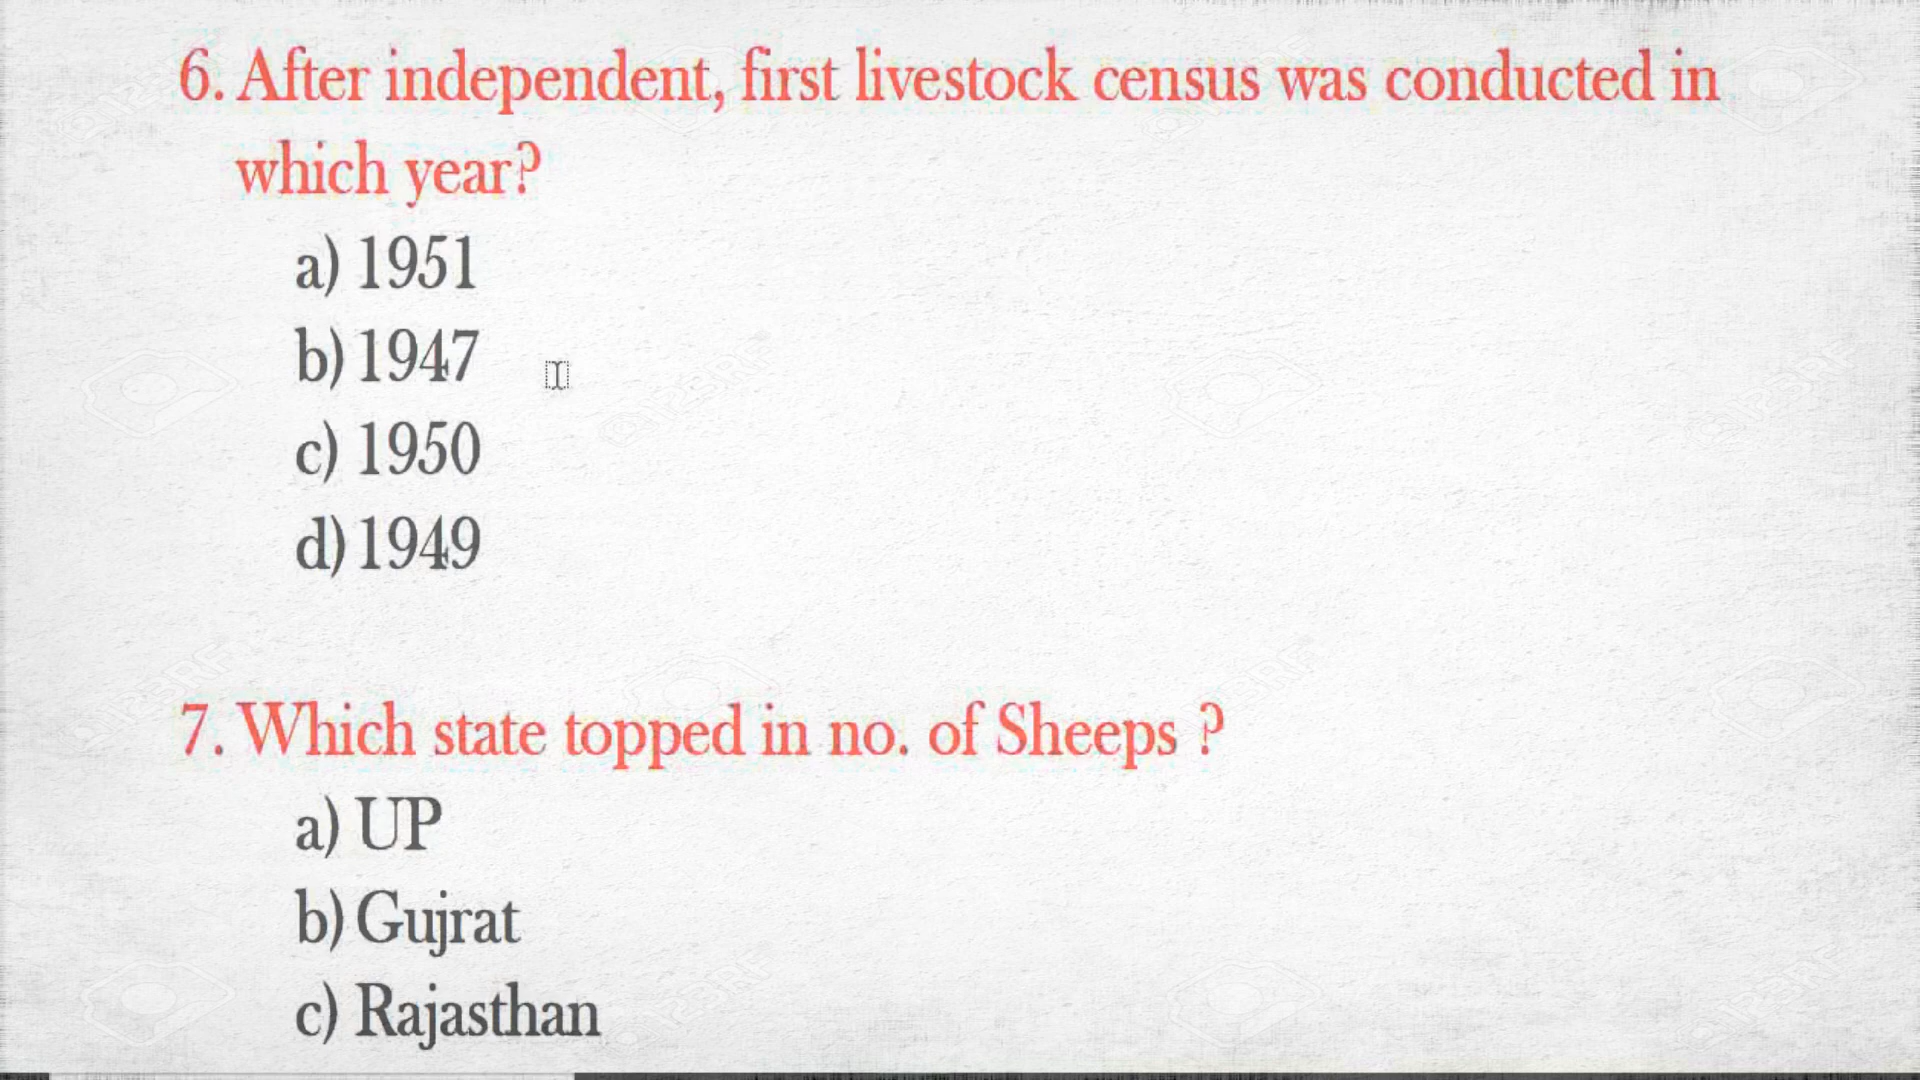 6. After independent, first livestock census was conducted in
which year?
a) 1951
b) 1947
c) 1950
d) 1949
7. Which state topped in no. of Sheeps ?
a) UP
b) Gujrat
c) Rajasthan